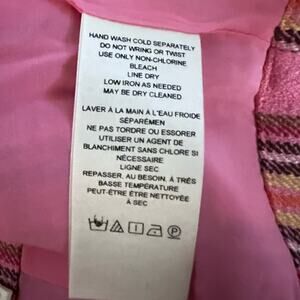 HAND WASH COLD SEPARATELY
DO NOT WRING OR TWIST
USE ONLY NON-CHLORINE
BLEACH
LINE DRY
LOW IRON AS NEEDED
MAY BE DRY CLEANED
LAVER À LA MAIN À L'EAU FROIDE
SÉPARÉMEN
NE PAS TORDRE OU ESSORER
UTILISER UN AGENT DE
BLANCHIMENT SANS CHLORE SI
NÉCESSAIRE
LIGNE SEC
REPASSER, AU BESOIN, À TRÈS
BASSE TEMPÉRATURE
PEUT-ÊTRE ÊTRE NETTOYÉE
À SEC